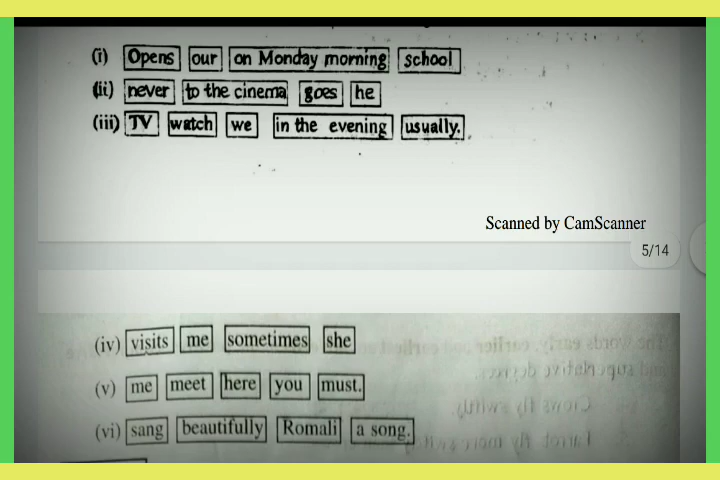 (i) Opens our on Monday morning school
(ii) never to the cinema goes he
(iii) TV watch we in the evening usually.
Scanned by CamScanner
5/14
(iv) visits me sometimes she
(v) me meet here you must.
(vi) sang beautifully Romali a song.